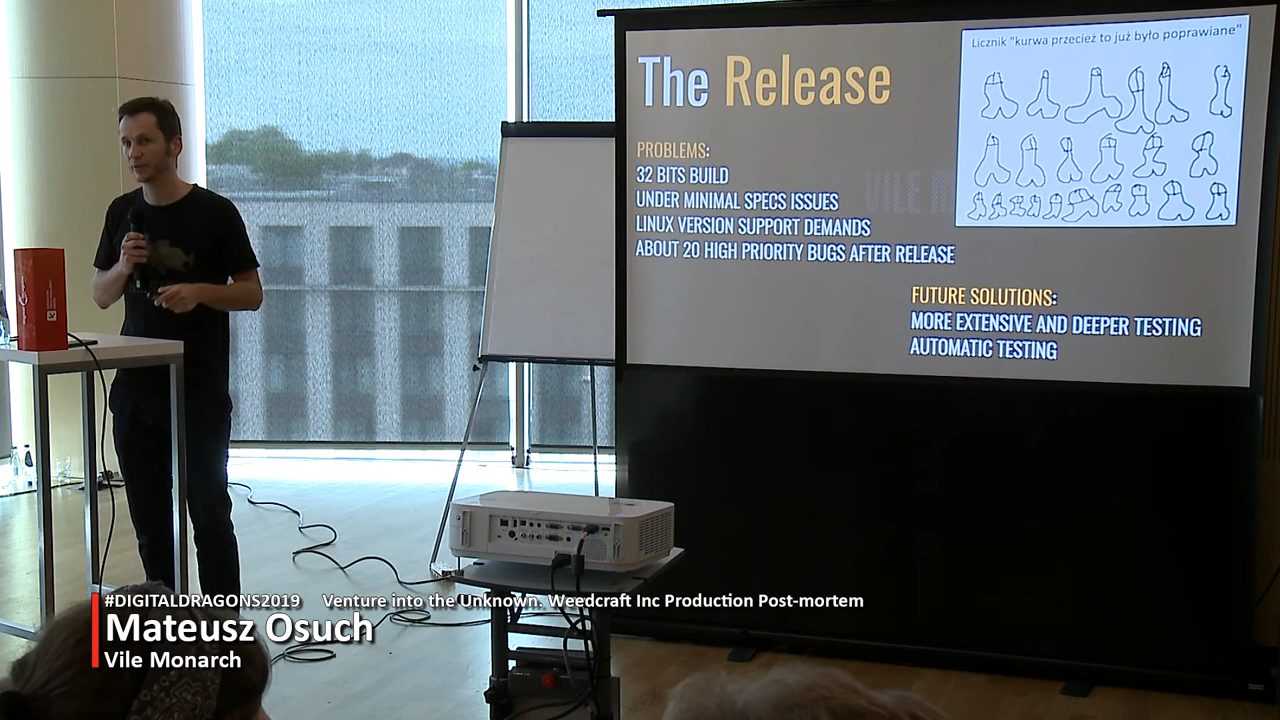 The Release
Licznik "kurwa przecież to już było poprawiane"
PROBLEMS:
32 BITS BUILD
UNDER MINIMAL SPECS ISSUES
LINUX VERSION SUPPORT DEMANDS
ABOUT 20 HIGH PRIORITY BUGS AFTER RELEASE
FUTURE SOLUTIONS:
MORE EXTENSIVE AND DEEPER TESTING
AUTOMATIC TESTING
#DIGITALDRAGONS2019 Venture into the Unknown. Weedcraft Inc Production Post-mortem
Mateusz Osuch
Vile Monarch